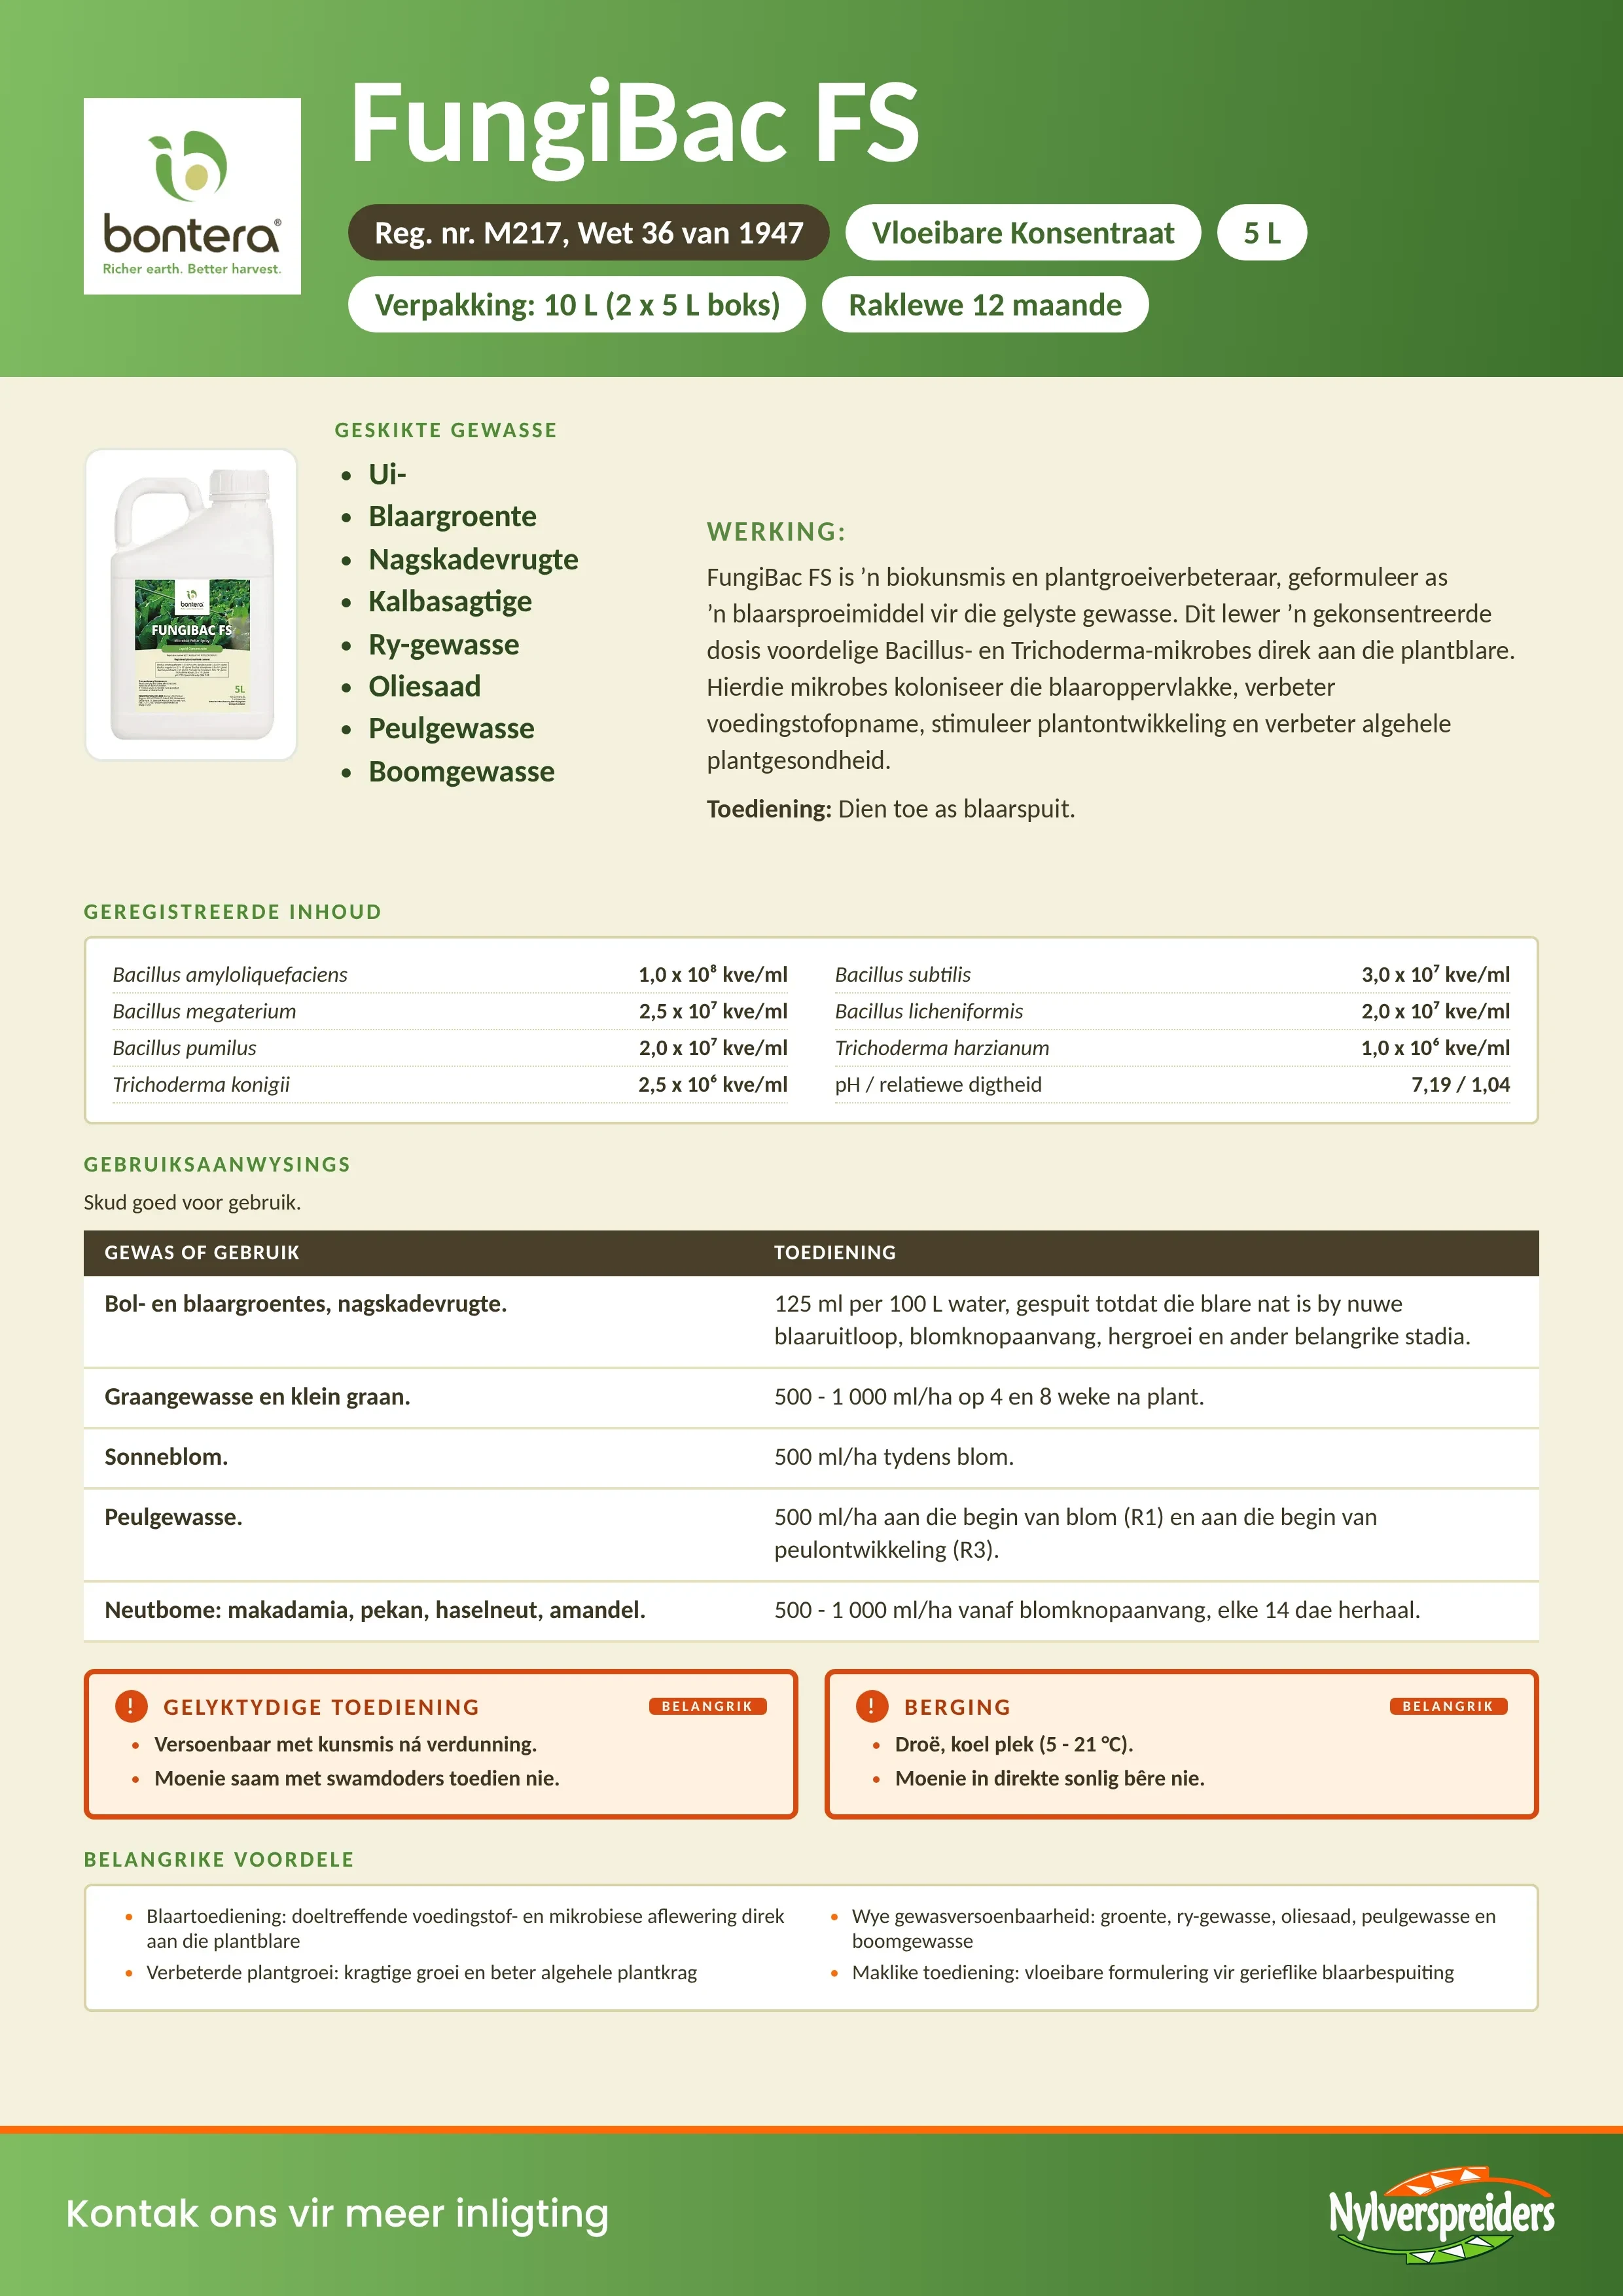 FungiBac FS
bontera®
Richer earth. Better harvest.
Reg. nr. M217, Wet 36 van 1947
Vloeibare Konsentraat
5 L
Verpakking: 10 L (2 x 5 L boks)
Raklewe 12 maande
GESKIKTE GEWASSE
• Ui-
• Blaargroente
• Nagskadevrugte
• Kalbasagtige
• Ry-gewasse
• Oliesaad
• Peulgewasse
• Boomgewasse
bontera
FUNGIBAC FS
5L
WERKING:
FungiBac FS is ’n biokunsmis en plantgroeiverbeteraar, geformuleer as
’n blaarsproeimiddel vir die gelyste gewasse. Dit lewer ’n gekonsentreerde
dosis voordelige Bacillus- en Trichoderma-mikrobes direk aan die plantblare.
Hierdie mikrobes koloniseer die blaaroppervlakke, verbeter
voedingstofopname, stimuleer plantontwikkeling en verbeter algehele
plantgesondheid.
Toediening: Dien toe as blaarspuit.
GEREGISTREERDE INHOUD
Bacillus amyloliquefaciens 1,0 x 10⁸ kve/ml
Bacillus megaterium 2,5 x 10⁷ kve/ml
Bacillus pumilus 2,0 x 10⁷ kve/ml
Trichoderma konigii 2,5 x 10⁶ kve/ml
Bacillus subtilis 3,0 x 10⁷ kve/ml
Bacillus licheniformis 2,0 x 10⁷ kve/ml
Trichoderma harzianum 1,0 x 10⁶ kve/ml
pH / relatiewe digtheid 7,19 / 1,04
GEBRUIKSAANWYSINGS
Skud goed voor gebruik.
GEWAS OF GEBRUIK TOEDIENING
Bol- en blaargroentes, nagskadevrugte.
125 ml per 100 L water, gespuit totdat die blare nat is by nuwe
blaaruitloop, blomknopaanvang, hergroei en ander belangrike stadia.
Graangewasse en klein graan.
500 - 1 000 ml/ha op 4 en 8 weke na plant.
Sonneblom.
500 ml/ha tydens blom.
Peulgewasse.
500 ml/ha aan die begin van blom (R1) en aan die begin van
peulontwikkeling (R3).
Neutbome: makadamia, pekan, haselneut, amandel.
500 - 1 000 ml/ha vanaf blomknopaanvang, elke 14 dae herhaal.
! GELYKTYDIGE TOEDIENING BELANGRIK
• Versoenbaar met kunsmis ná verdunning.
• Moenie saam met swamdoders toedien nie.
! BERGING BELANGRIK
• Droë, koel plek (5 - 21 °C).
• Moenie in direkte sonlig bêre nie.
BELANGRIKE VOORDELE
• Blaartoediening: doeltreffende voedingstof- en mikrobiese aflewering direk
aan die plantblare
• Verbeterde plantgroei: kragtige groei en beter algehele plantkrag
• Wye gewasversoenbaarheid: groente, ry-gewasse, oliesaad, peulgewasse en
boomgewasse
• Maklike toediening: vloeibare formulering vir gerieflike blaarbespuiting
Kontak ons vir meer inligting
Nylverspreiders